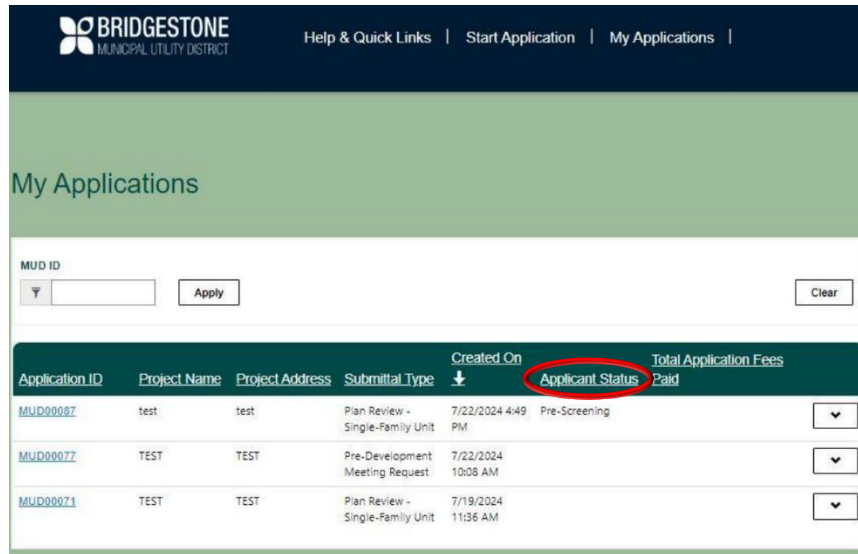 BRIDGESTONE
MUNICIPAL UTILITY DISTRICT
Help & Quick Links | Start Application | My Applications |
My Applications
MUD ID
Apply
Clear
Application ID Project Name Project Address Submittal Type Created On Applicant Status Total Application Fees Paid
MUD00087 test test Plan Review - Single-Family Unit 7/22/2024 4:49 PM Pre-Screening
MUD00077 TEST TEST Pre-Development Meeting Request 7/22/2024 10:08 AM
MUD00071 TEST TEST Plan Review - Single-Family Unit 7/19/2024 11:36 AM